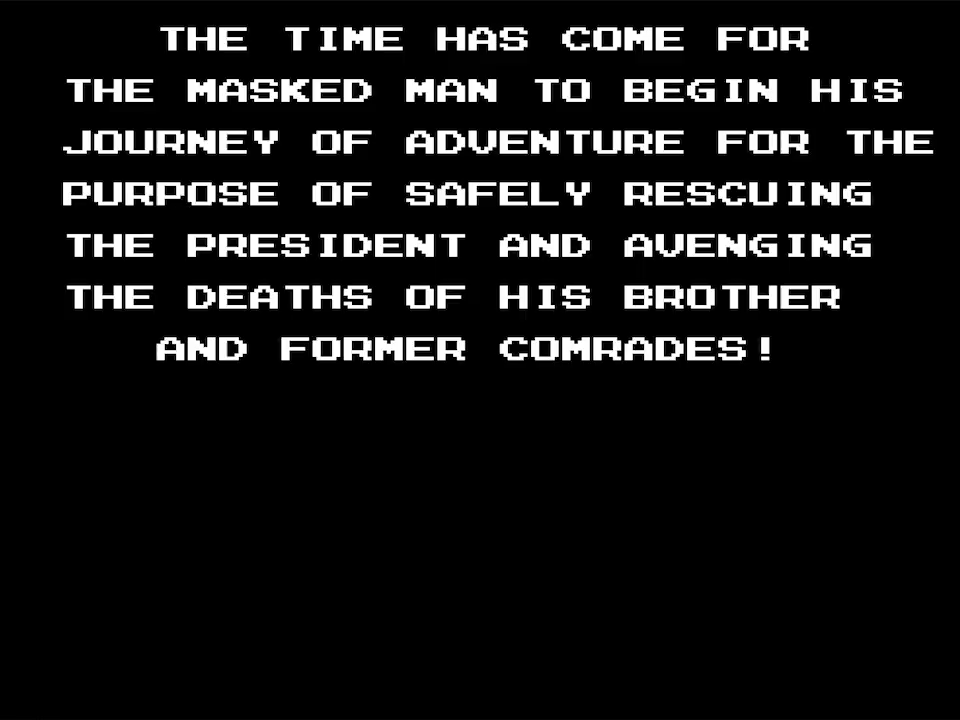 THE TIME HAS COME FOR
THE MASKED MAN TO BEGIN HIS
JOURNEY OF ADVENTURE FOR THE
PURPOSE OF SAFELY RESCUING
THE PRESIDENT AND AVENGING
THE DEATHS OF HIS BROTHER
AND FORMER COMRADES!